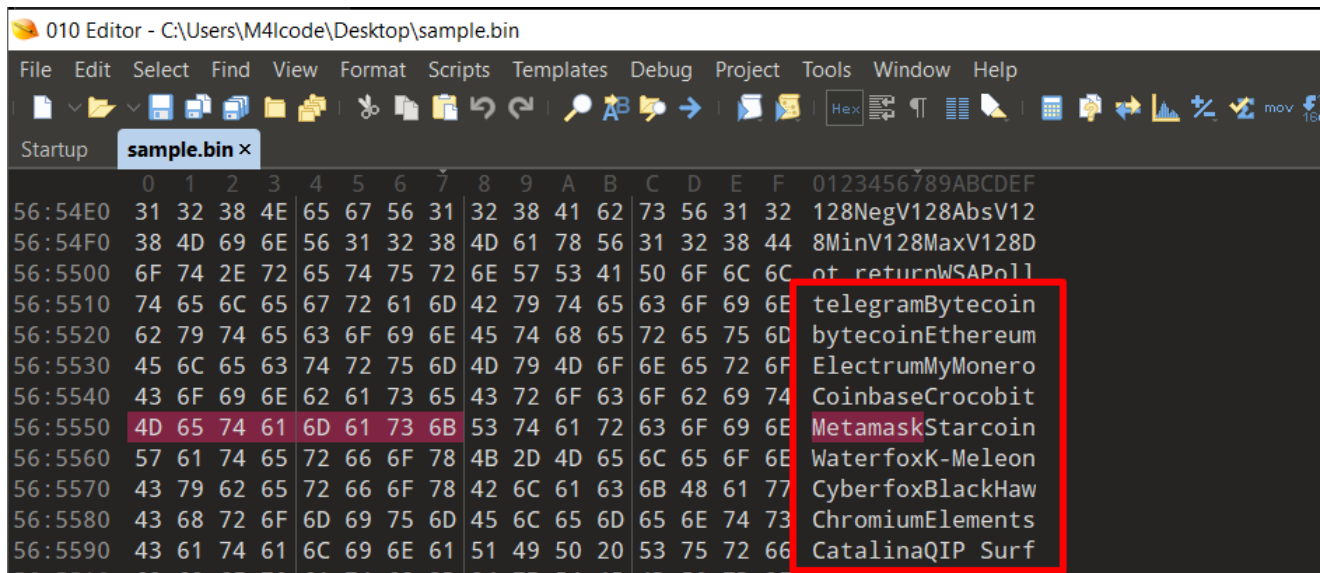 010 Editor - C:\Users\M4lcode\Desktop\sample.bin
File Edit Select Find View Format Scripts Templates Debug Project Tools Window Help
Hex mov
Startup sample.bin ×
0 1 2 3 4 5 6 7 8 9 A B C D E F 0123456789ABCDEF
56:54E0 31 32 38 4E 65 67 56 31 32 38 41 62 73 56 31 32 128NegV128AbsV12
56:54F0 38 4D 69 6E 56 31 32 38 4D 61 78 56 31 32 38 44 8MinV128MaxV128D
56:5500 6F 74 2E 72 65 74 75 72 6E 57 53 41 50 6F 6C 6C ot.returnWSAPoll
56:5510 74 65 6C 65 67 72 61 6D 42 79 74 65 63 6F 69 6E telegramBytecoin
56:5520 62 79 74 65 63 6F 69 6E 45 74 68 65 72 65 75 6D bytecoinEthereum
56:5530 45 6C 65 63 74 72 75 6D 4D 79 4D 6F 6E 65 72 6F ElectrumMyMonero
56:5540 43 6F 69 6E 62 61 73 65 43 72 6F 63 6F 62 69 74 CoinbaseCrocobit
56:5550 4D 65 74 61 6D 61 73 6B 53 74 61 72 63 6F 69 6E MetamaskStarcoin
56:5560 57 61 74 65 72 66 6F 78 4B 2D 4D 65 6C 65 6F 6E WaterfoxK-Meleon
56:5570 43 79 62 65 72 66 6F 78 42 6C 61 63 6B 48 61 77 CyberfoxBlackHaw
56:5580 43 68 72 6F 6D 69 75 6D 45 6C 65 6D 65 6E 74 73 ChromiumElements
56:5590 43 61 74 61 6C 69 6E 61 51 49 50 20 53 75 72 66 CatalinaQIP Surf